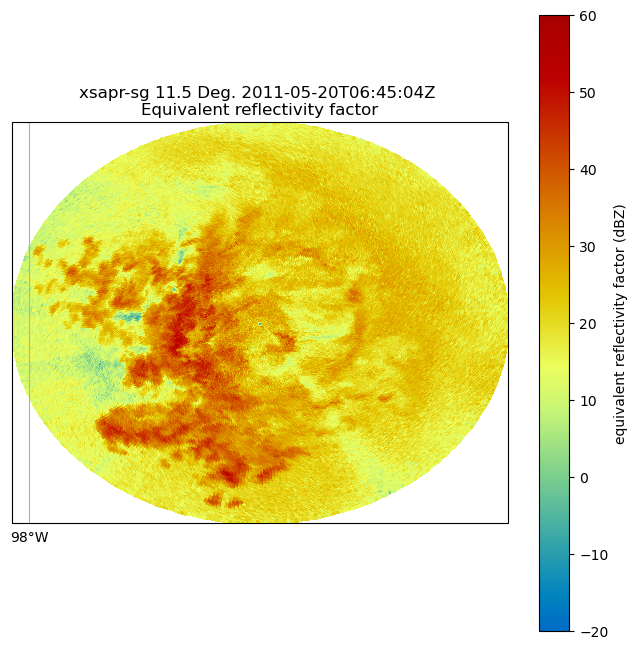 xsapr-sg 11.5 Deg. 2011-05-20T06:45:04Z
Equivalent reflectivity factor
98°W
60
50
40
30
20
10
0
−10
−20
equivalent reflectivity factor (dBZ)